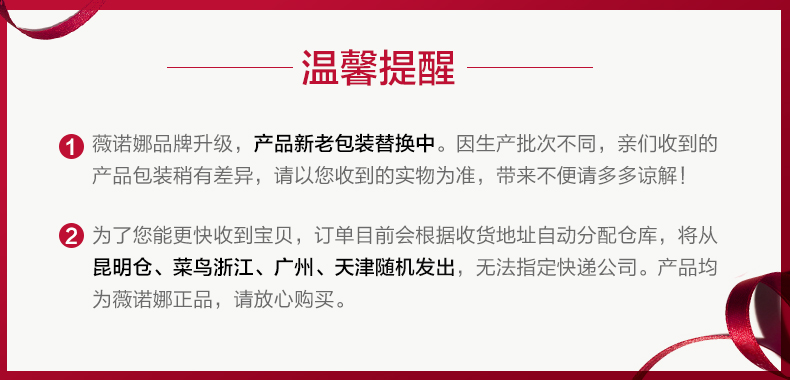 温馨提醒
1 薇诺娜品牌升级，产品新老包装替换中。因生产批次不同，亲们收到的
产品包装稍有差异，请以您收到的实物为准，带来不便请多多谅解！
2 为了您能更快收到宝贝，订单目前会根据收货地址自动分配仓库，将从
昆明仓、菜鸟浙江、广州、天津随机发出，无法指定快递公司。产品均
为薇诺娜正品，请放心购买。